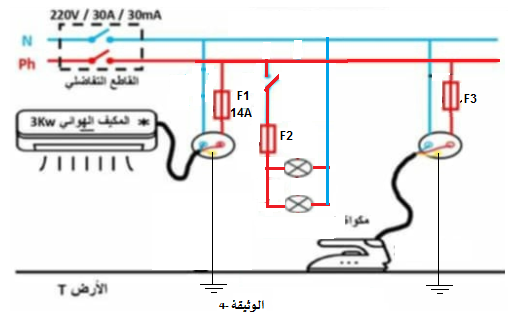 220V / 30A / 30mA
N
Ph
القاطع التفاضلي
F1
14A
F2
F3
المكيف الهوائي 3Kw
مكواة
الأرض T
الوثيقة -4